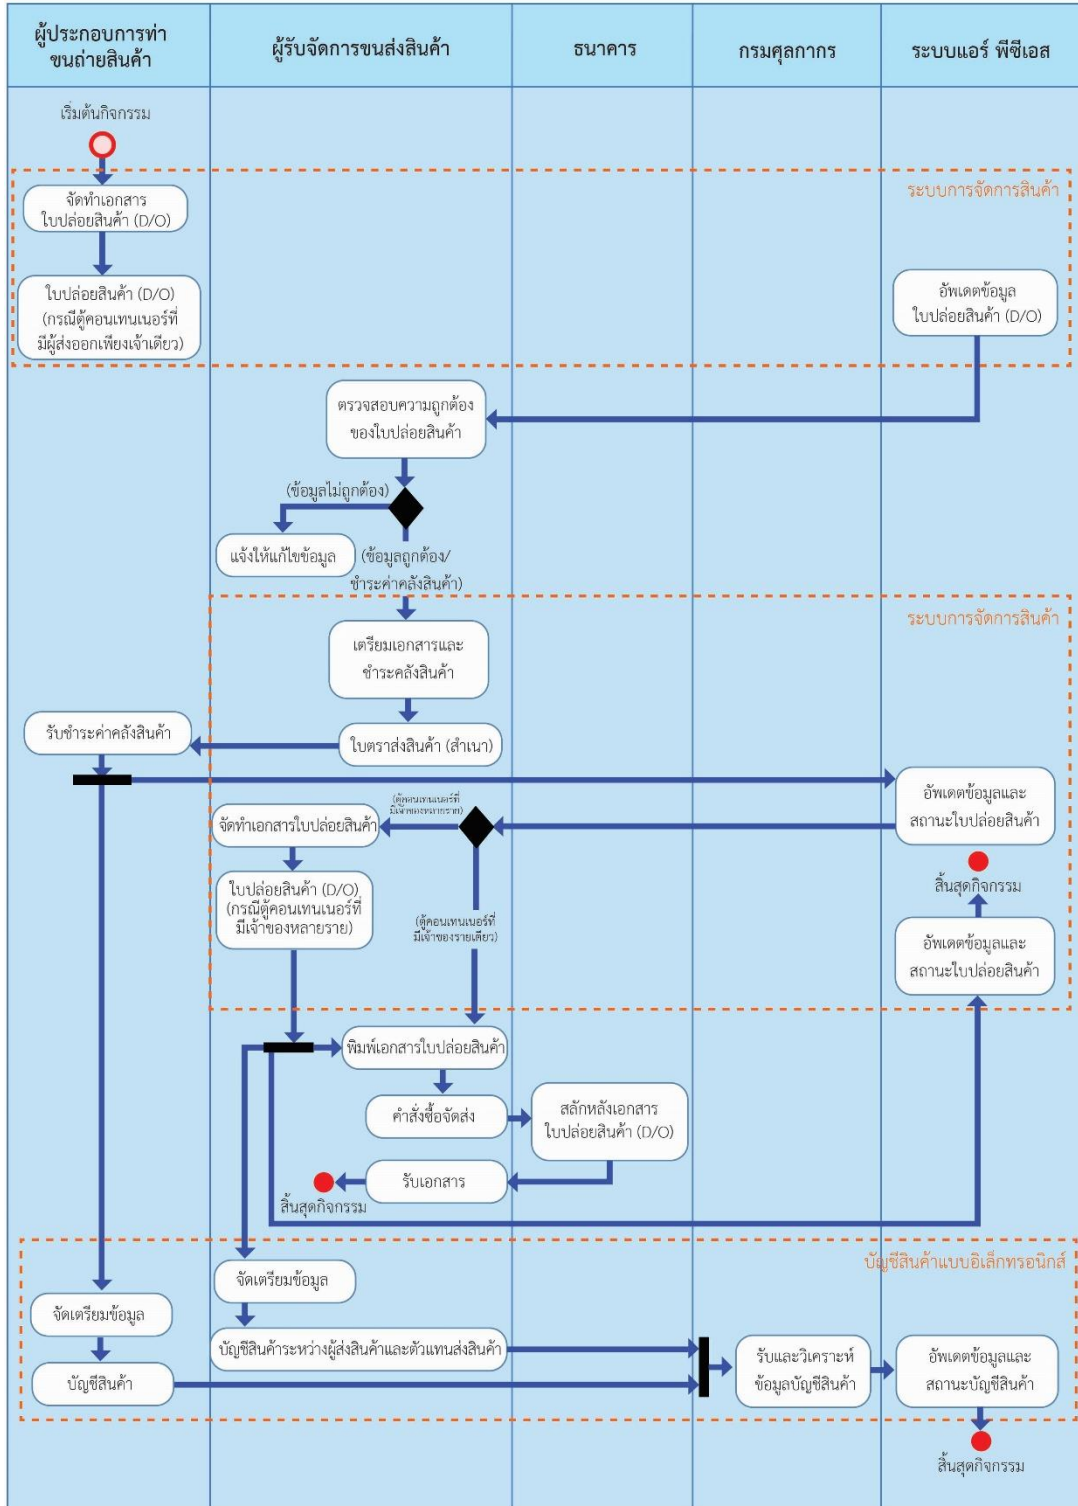 ผู้ประกอบการท่า
ขนถ่ายสินค้า
ผู้รับจัดการขนส่งสินค้า
ธนาคาร
กรมศุลกากร
ระบบแอร์ พีซีเอส
เริ่มต้นกิจกรรม
ระบบการจัดการสินค้า
จัดทำเอกสาร
ใบปล่อยสินค้า (D/O)
ใบปล่อยสินค้า (D/O)
(กรณีตู้คอนเทนเนอร์ที่
มีผู้ส่งออกเพียงเจ้าเดียว)
อัพเดตข้อมูล
ใบปล่อยสินค้า (D/O)
ตรวจสอบความถูกต้อง
ของใบปล่อยสินค้า
(ข้อมูลไม่ถูกต้อง)
แจ้งให้แก้ไขข้อมูล
(ข้อมูลถูกต้อง/
ชำระค่าคลังสินค้า)
ระบบการจัดการสินค้า
เตรียมเอกสารและ
ชำระคลังสินค้า
รับชำระค่าคลังสินค้า
ใบตราส่งสินค้า (สำเนา)
อัพเดตข้อมูลและ
สถานะใบปล่อยสินค้า
(ตู้คอนเทนเนอร์ที่
มีเจ้าของหลายราย)
จัดทำเอกสารใบปล่อยสินค้า
สิ้นสุดกิจกรรม
ใบปล่อยสินค้า (D/O)
(กรณีตู้คอนเทนเนอร์ที่
มีเจ้าของหลายราย)
(ตู้คอนเทนเนอร์ที่
มีเจ้าของรายเดียว)
อัพเดตข้อมูลและ
สถานะใบปล่อยสินค้า
พิมพ์เอกสารใบปล่อยสินค้า
คำสั่งซื้อจัดส่ง
สลักหลังเอกสาร
ใบปล่อยสินค้า (D/O)
รับเอกสาร
สิ้นสุดกิจกรรม
บัญชีสินค้าแบบอิเล็กทรอนิกส์
จัดเตรียมข้อมูล
จัดเตรียมข้อมูล
บัญชีสินค้าระหว่างผู้ส่งสินค้าและตัวแทนส่งสินค้า
บัญชีสินค้า
รับและวิเคราะห์
ข้อมูลบัญชีสินค้า
อัพเดตข้อมูลและ
สถานะบัญชีสินค้า
สิ้นสุดกิจกรรม